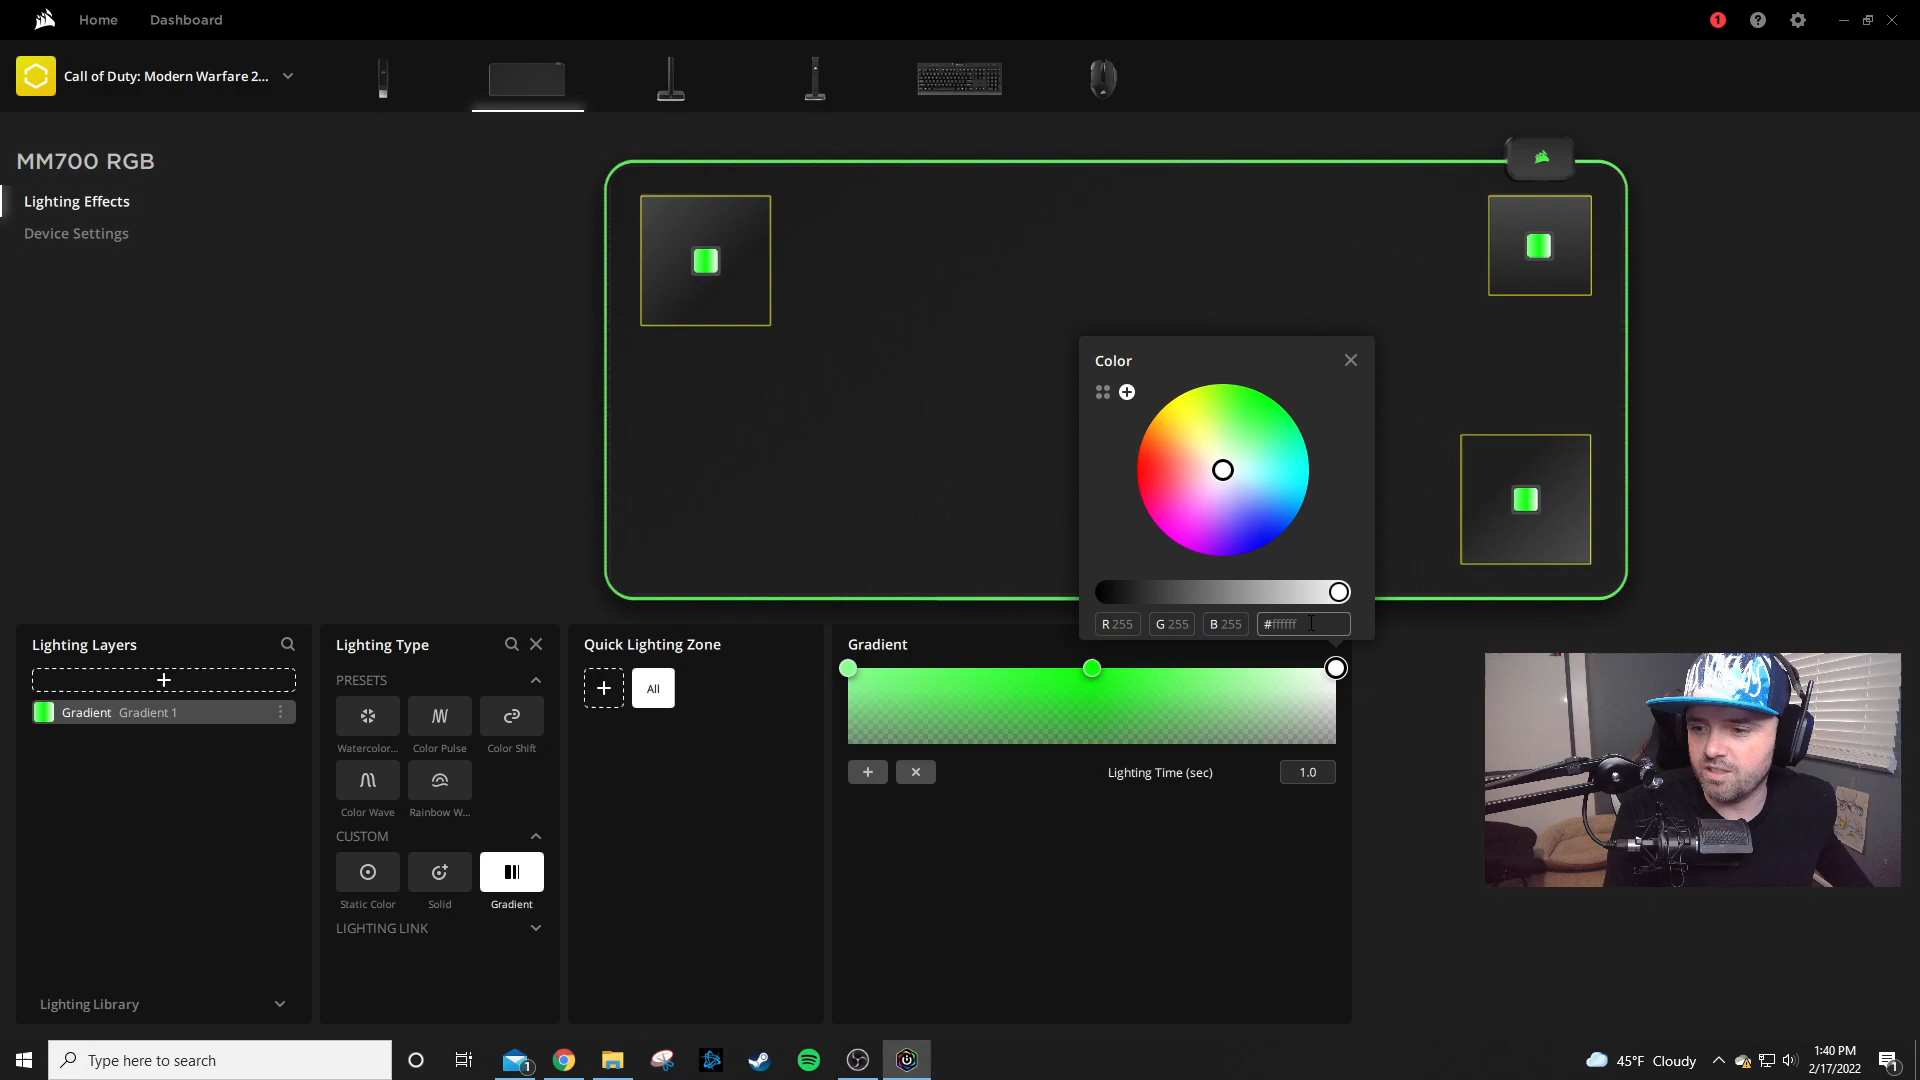 Home Dashboard
1
Call of Duty: Modern Warfare 2...
MM700 RGB
Lighting Effects
Device Settings
Color
R 255 G 255 B 255 #ffffff
Lighting Layers
Gradient Gradient 1
Lighting Library
Lighting Type
PRESETS
Watercolor... Color Pulse Color Shift
Color Wave Rainbow W...
CUSTOM
Static Color Solid Gradient
LIGHTING LINK
Quick Lighting Zone
All
Gradient
Lighting Time (sec) 1.0
Type here to search
1
45°F Cloudy
1:40 PM
2/17/2022
1